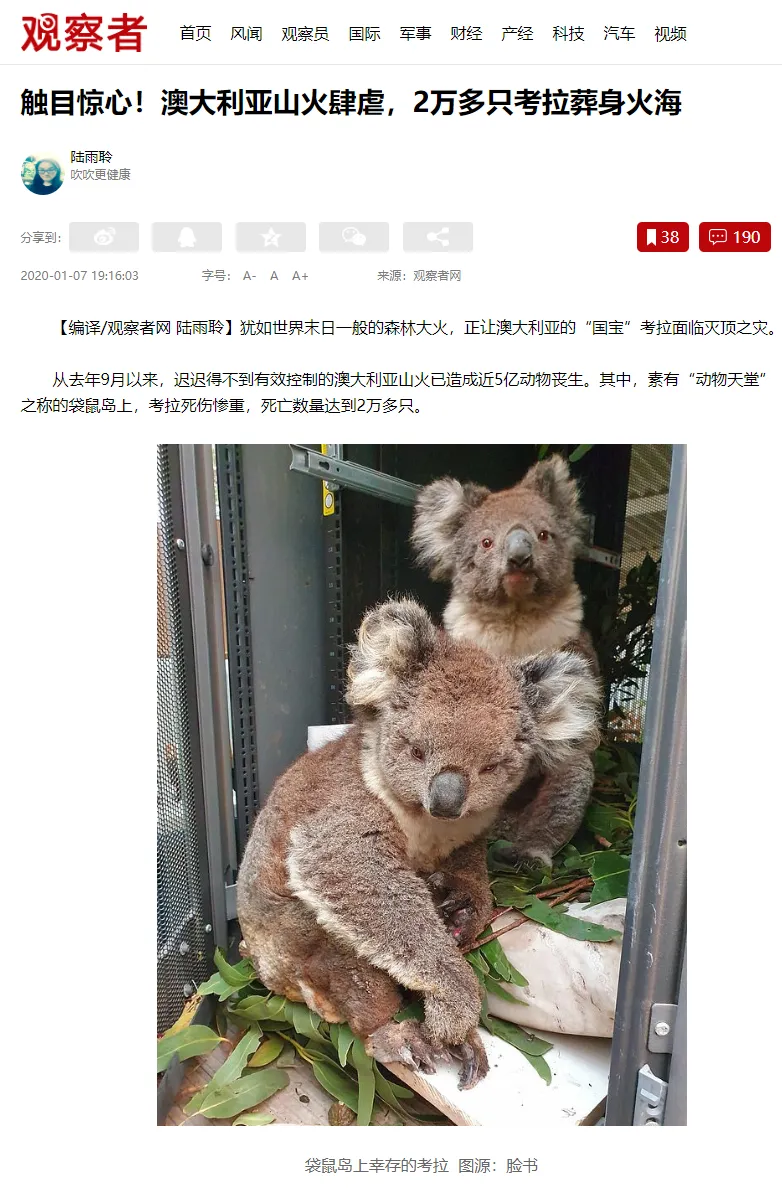 观察者
首页 风闻 观察员 国际 军事 财经 产经 科技 汽车 视频
触目惊心！澳大利亚山火肆虐，2万多只考拉葬身火海
陆雨聆
吹吹更健康
分享到:
38
190
2020-01-07 19:16:03 字号： A- A A+ 来源：观察者网
【编译/观察者网 陆雨聆】犹如世界末日一般的森林大火，正让澳大利亚的“国宝”考拉面临灭顶之灾。
从去年9月以来，迟迟得不到有效控制的澳大利亚山火已造成近5亿动物丧生。其中，素有“动物天堂”
之称的袋鼠岛上，考拉死伤惨重，死亡数量达到2万多只。
袋鼠岛上幸存的考拉 图源：脸书